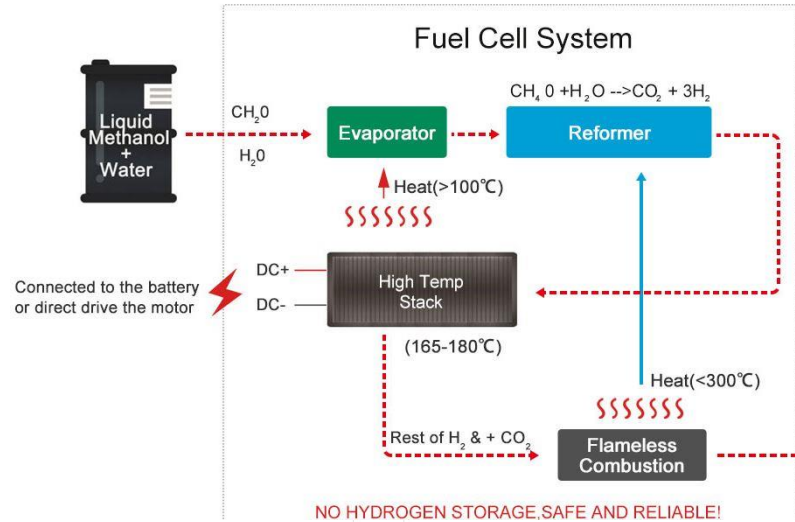 Fuel Cell System
Liquid
Methanol
+
Water
CH₂0
H₂0
Evaporator
CH₄ 0 +H₂O -->CO₂ + 3H₂
Reformer
Heat(>100℃)
Connected to the battery
or direct drive the motor
DC+
DC-
High Temp
Stack
(165-180℃)
Heat(<300℃)
Rest of H₂ & + CO₂
Flameless
Combustion
NO HYDROGEN STORAGE,SAFE AND RELIABLE!